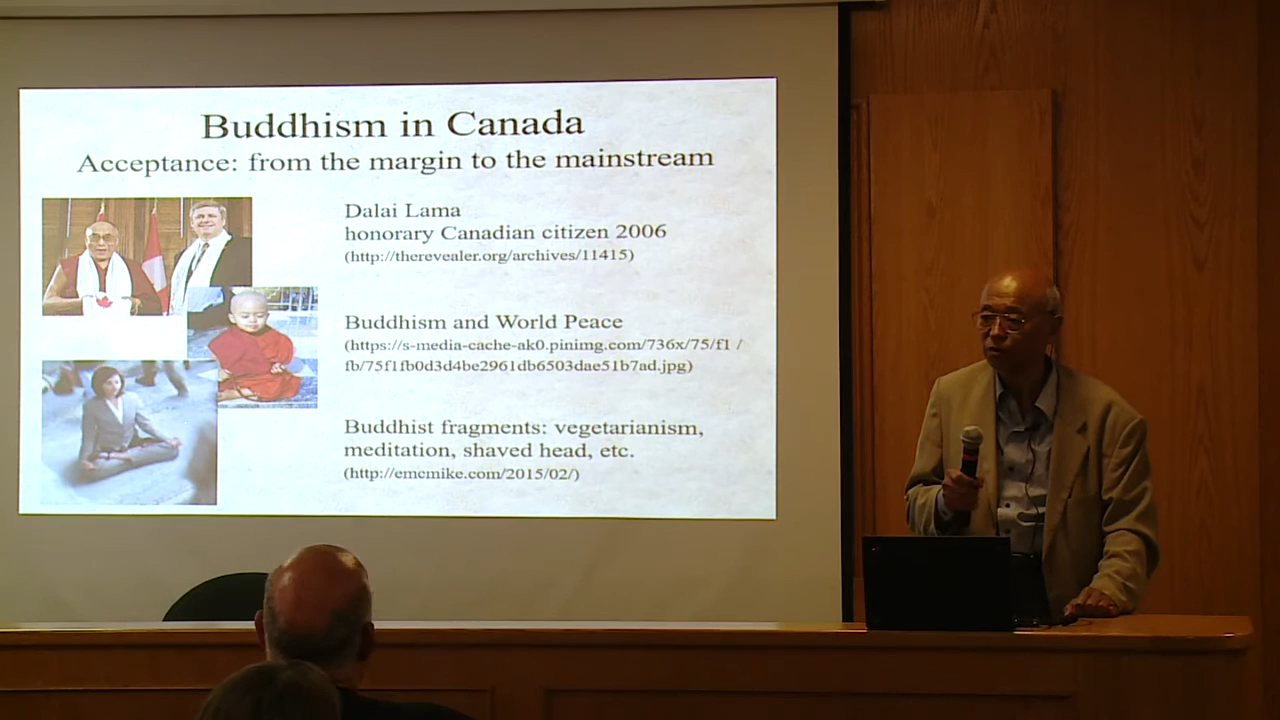 Buddhism in Canada
Acceptance: from the margin to the mainstream
Dalai Lama
honorary Canadian citizen 2006
(http://therevealer.org/archives/11415)
Buddhism and World Peace
(https://s-media-cache-ak0.pinimg.com/736x/75/f1 /
fb/75f1fb0d3d4be2961db6503dae51b7ad.jpg)
Buddhist fragments: vegetarianism,
meditation, shaved head, etc.
(http://emcmike.com/2015/02/)